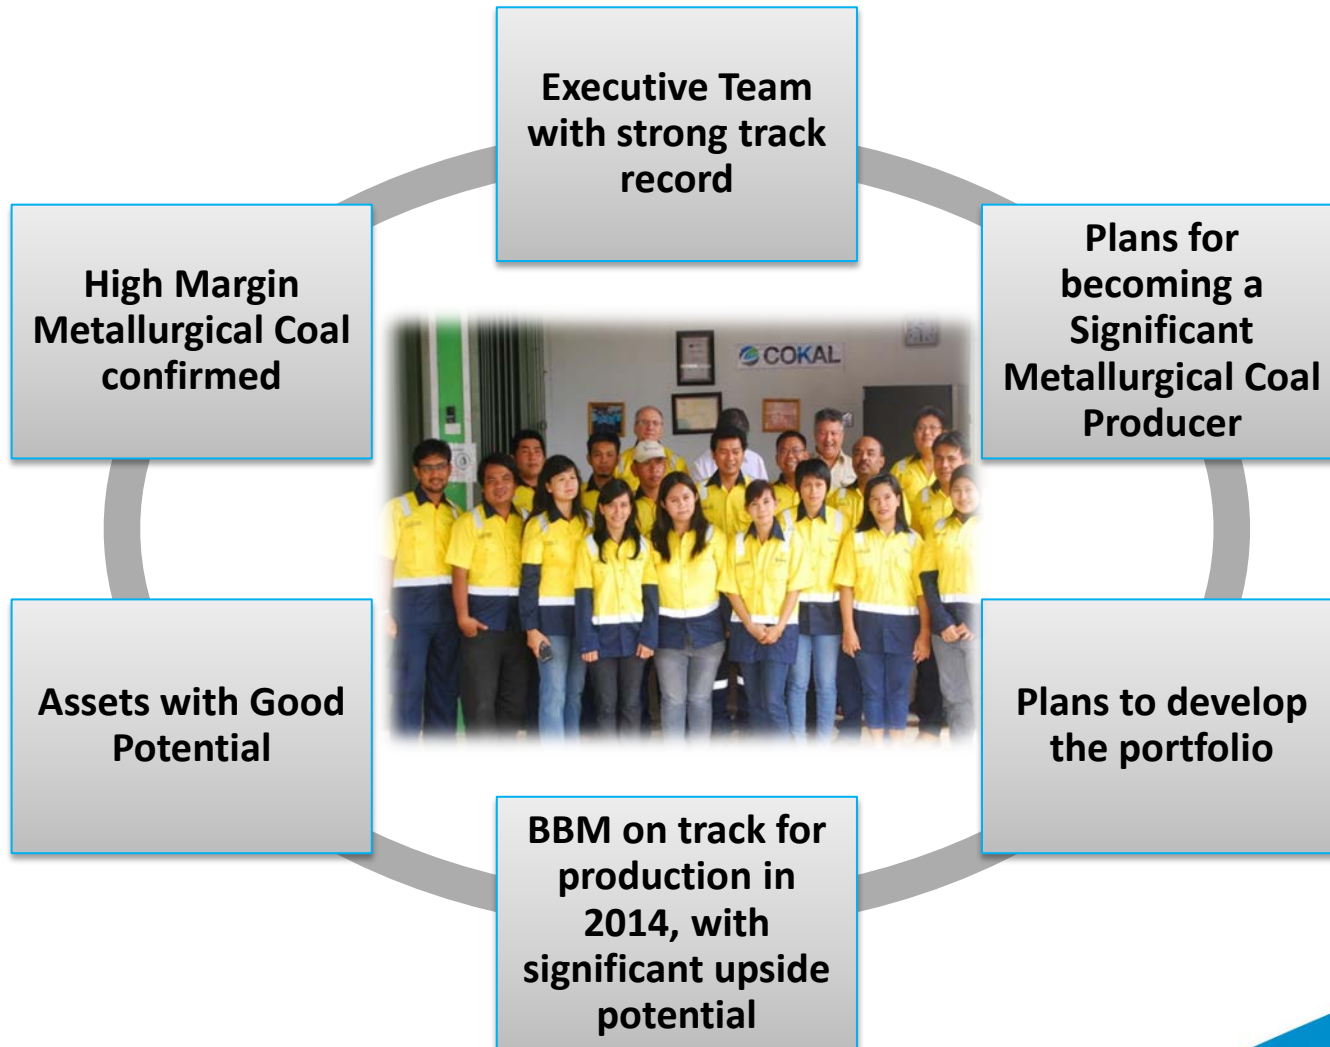 Executive Team
with strong track
record
Plans for
becoming a
Significant
Metallurgical Coal
Producer
High Margin
Metallurgical Coal
confirmed
COKAL
Assets with Good
Potential
Plans to develop
the portfolio
BBM on track for
production in
2014, with
significant upside
potential